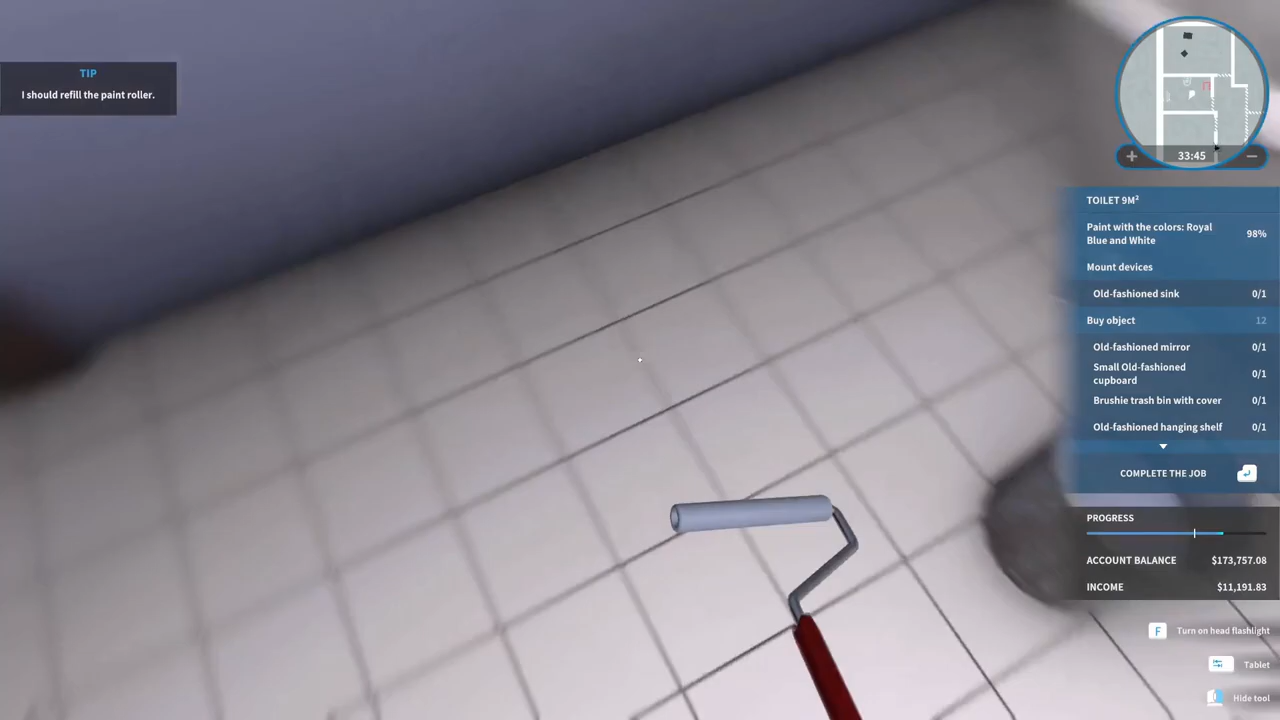 TIP
I should refill the paint roller.
33:45
TOILET 9M²
Paint with the colors: Royal
Blue and White
98%
Mount devices
Old-fashioned sink 0/1
Buy object 12
Old-fashioned mirror 0/1
Small Old-fashioned
cupboard
0/1
Brushie trash bin with cover 0/1
Old-fashioned hanging shelf 0/1
COMPLETE THE JOB
PROGRESS
ACCOUNT BALANCE $173,757.08
INCOME $11,191.83
F Turn on head flashlight
Tablet
Hide tool